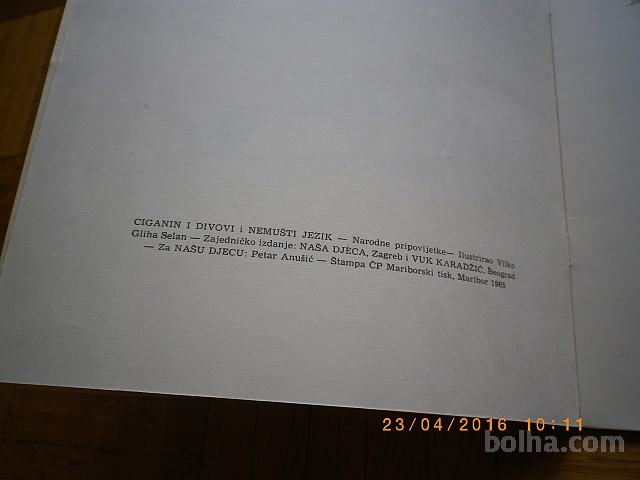 CIGANIN I DIVOVI i NEMUŠTI JEZIK — Narodne pripovijetke— Ilustrirao Vilko
Gliha Selan — Zajedničko izdanje: NAŠA DJECA, Zagreb i VUK KARADŽIĆ, Beograd
— Za NAŠU DJECU: Petar Anušić — Štampa ČP Mariborski tisk, Maribor 1965
23/04/2016 10:11
bolha.com